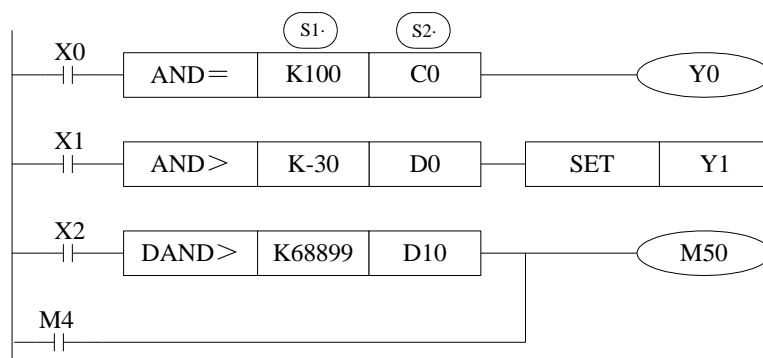 S1· S2·
X0 AND＝ K100 C0 Y0
X1 AND＞ K-30 D0 SET Y1
X2 DAND＞ K68899 D10 M50
M4